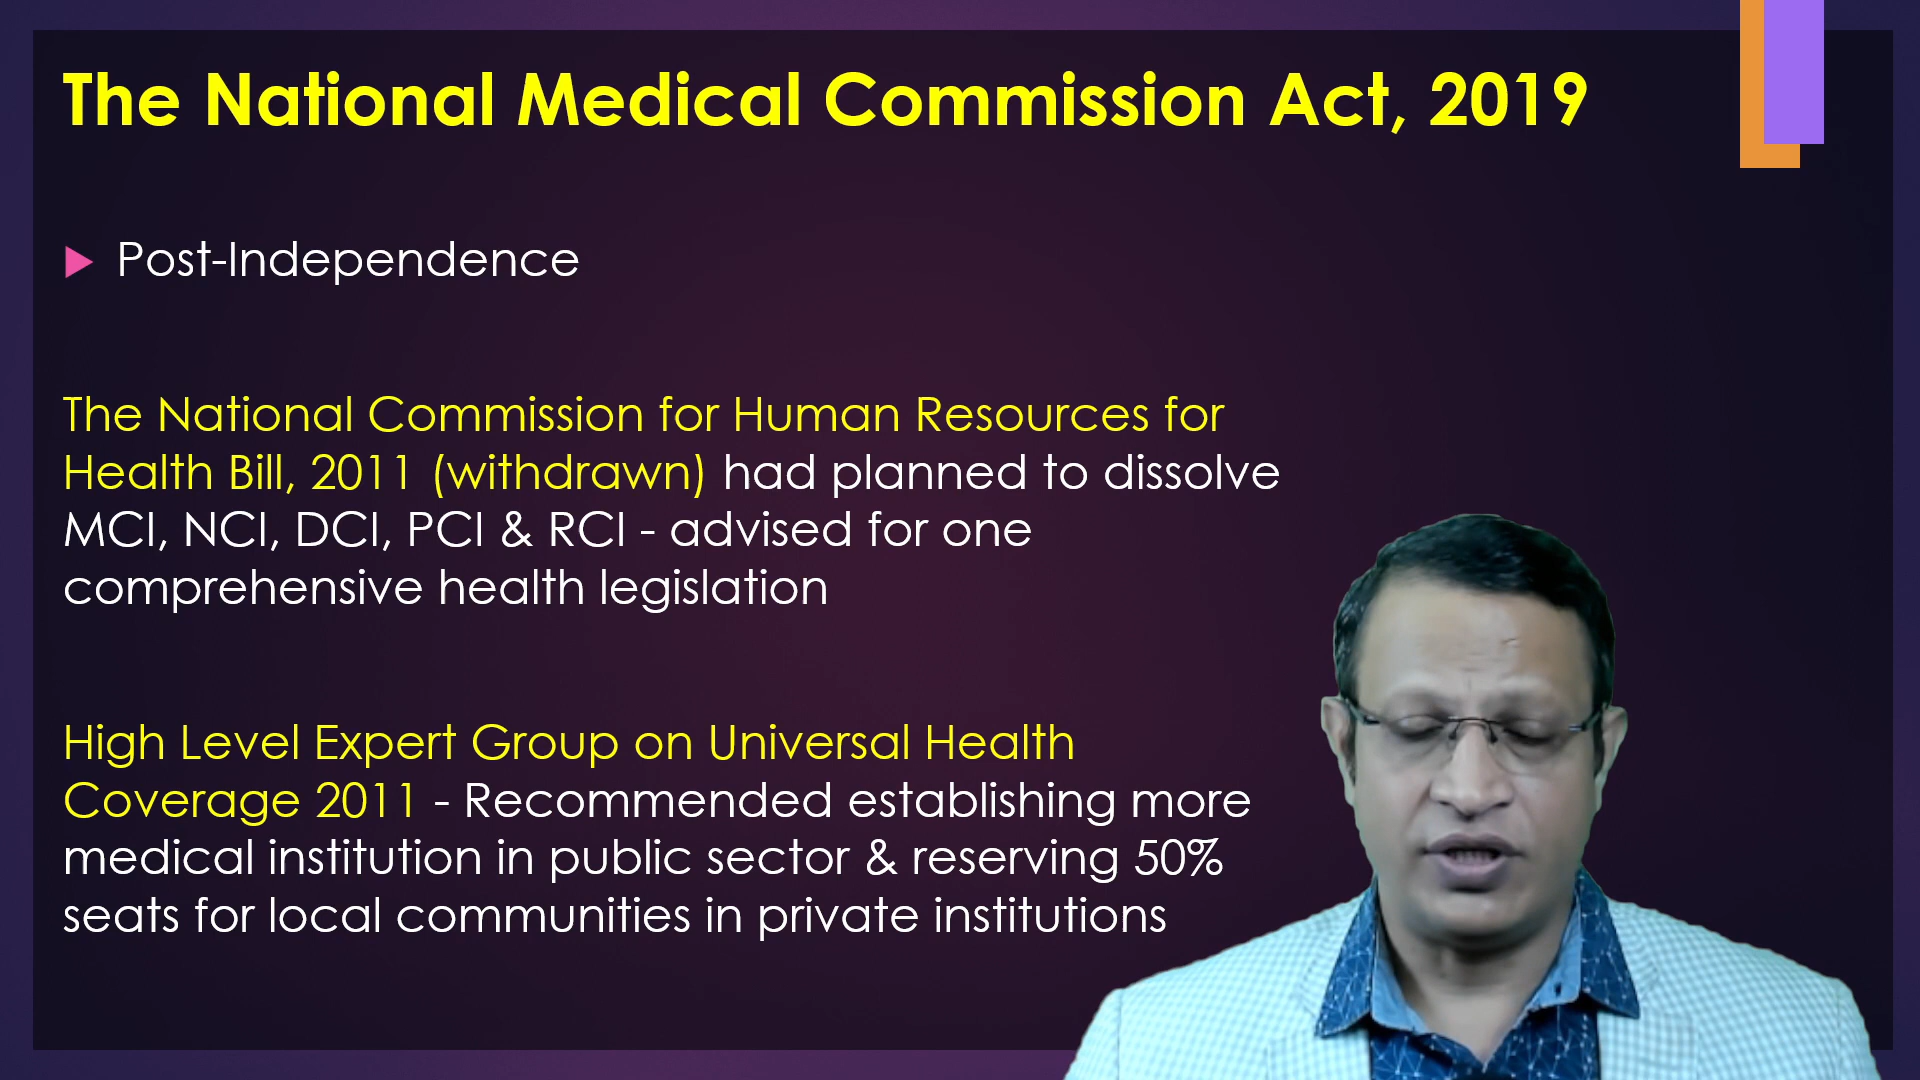 The National Medical Commission Act, 2019
Post-Independence
The National Commission for Human Resources for
Health Bill, 2011 (withdrawn) had planned to dissolve
MCI, NCI, DCI, PCI & RCI - advised for one
comprehensive health legislation
High Level Expert Group on Universal Health
Coverage 2011 - Recommended establishing more
medical institution in public sector & reserving 50%
seats for local communities in private institutions